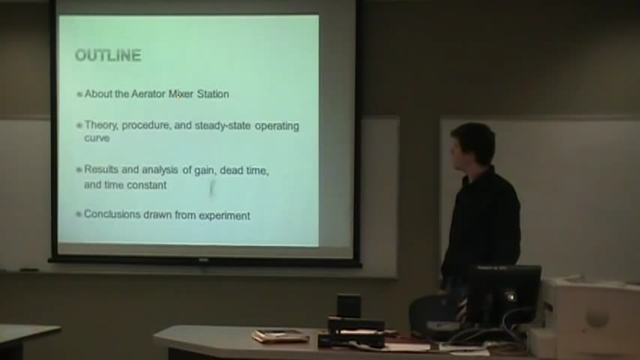 OUTLINE
About the Aerator Mixer Station
Theory, procedure, and steady-state operating
curve
Results and analysis of gain, dead time,
and time constant
Conclusions drawn from experiment